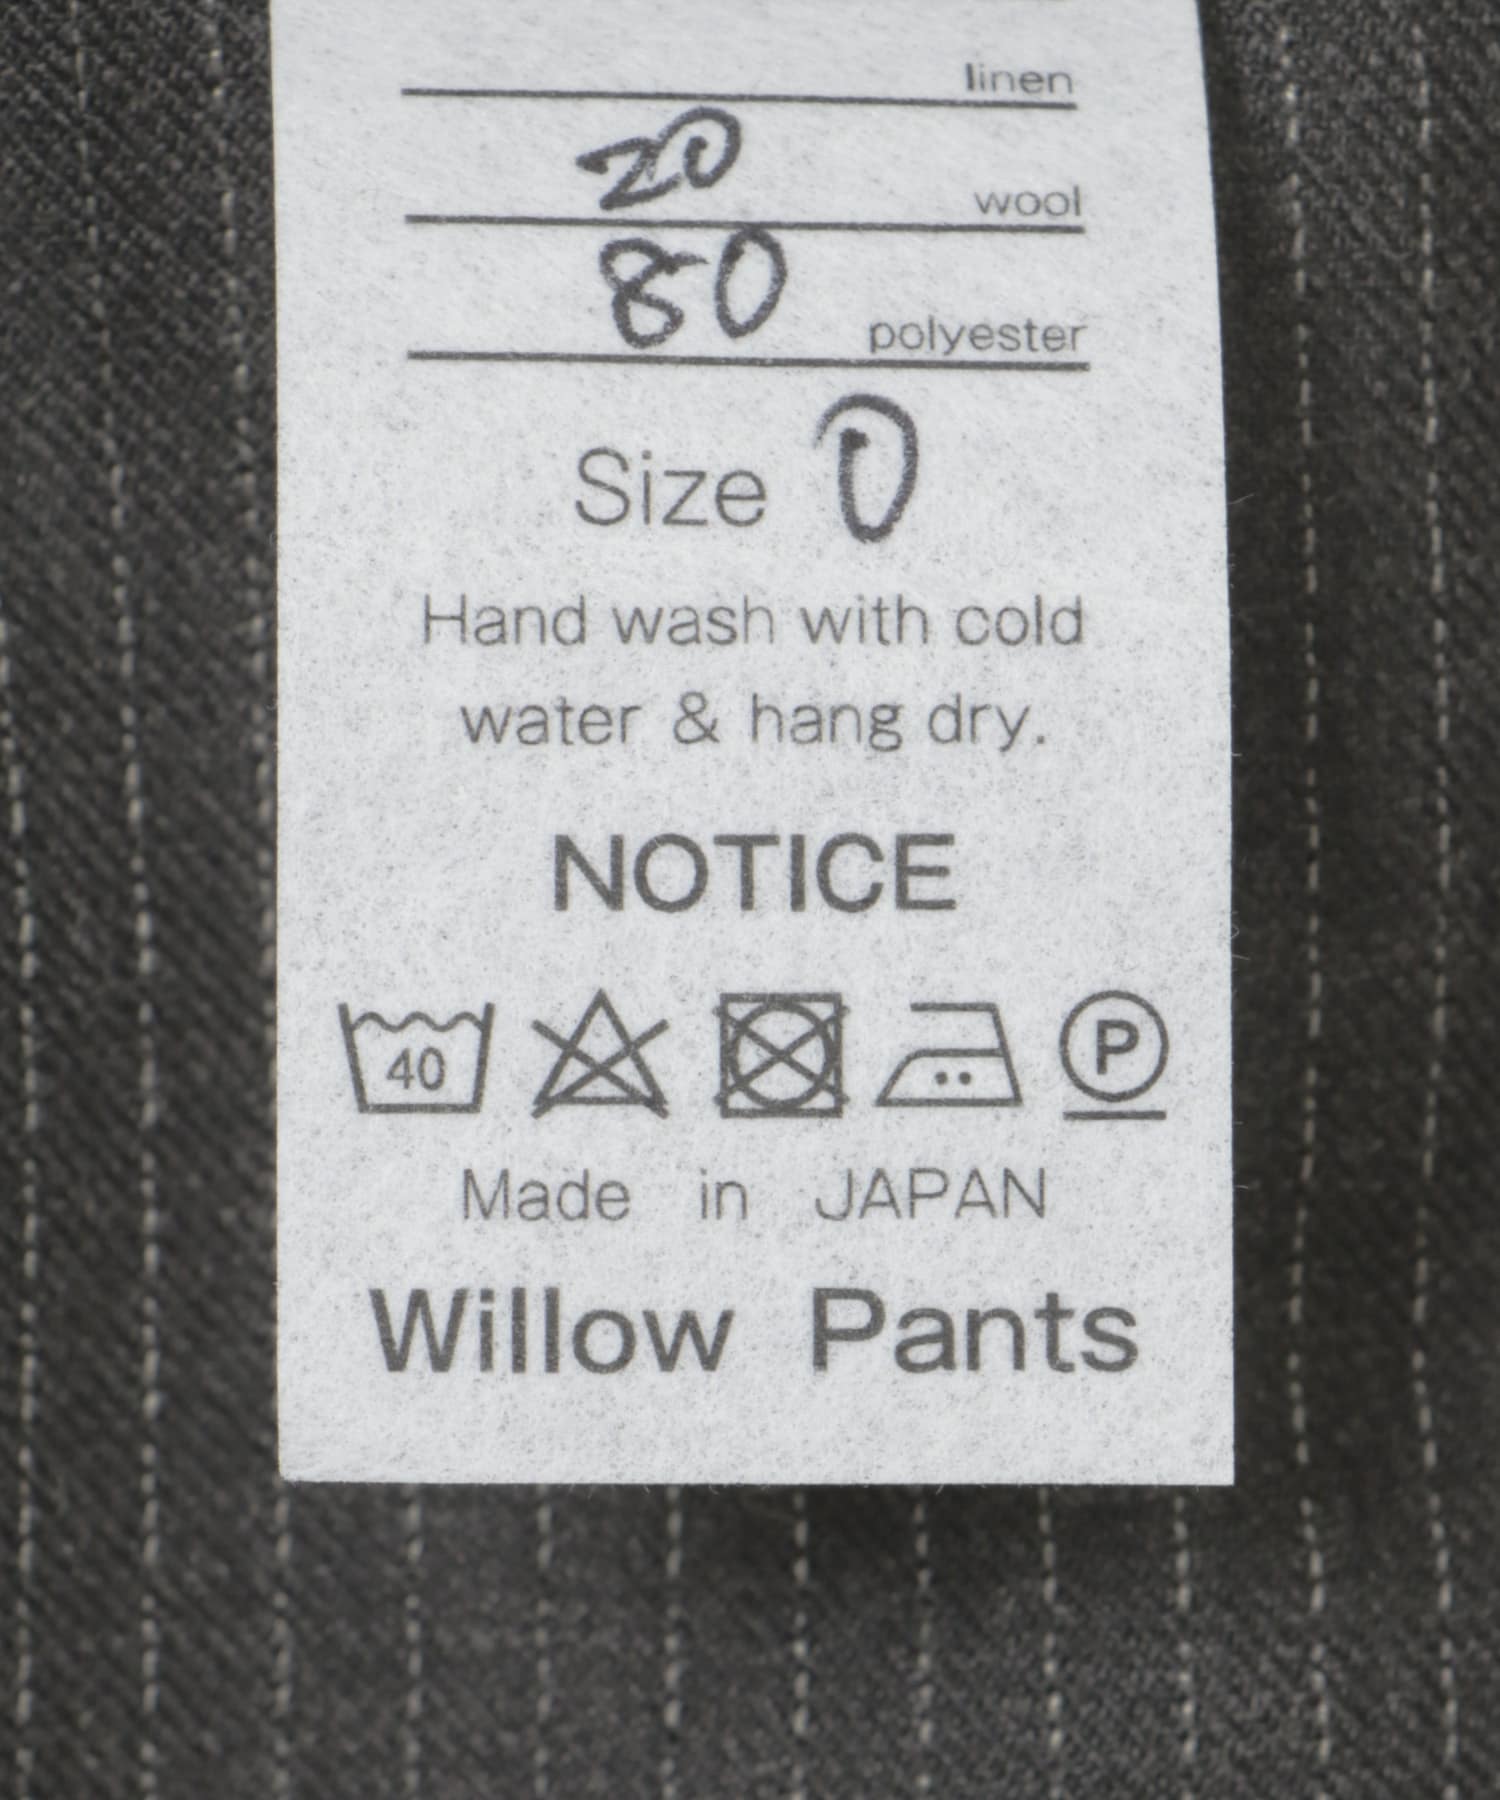 linen
20 wool
80 polyester
Size 0
Hand wash with cold
water & hang dry.
NOTICE
40 P
Made in JAPAN
Willow Pants